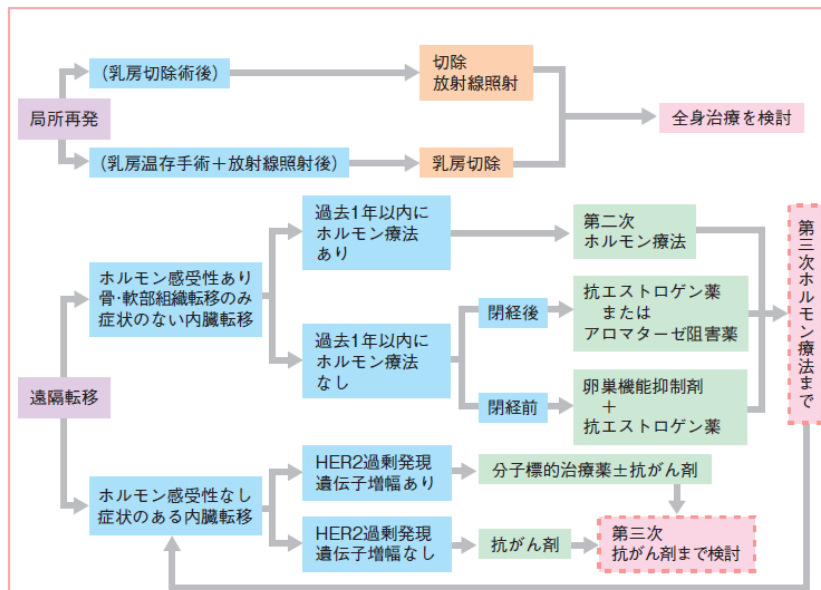 局所再発
(乳房切除術後)
切除
放射線照射
(乳房温存手術+放射線照射後)
乳房切除
全身治療を検討
遠隔転移
ホルモン感受性あり
骨・軟部組織転移のみ
症状のない内臓転移
過去1年以内に
ホルモン療法
あり
第二次
ホルモン療法
過去1年以内に
ホルモン療法
なし
閉経後
抗エストロゲン薬
または
アロマターゼ阻害薬
閉経前
卵巣機能抑制剤
+
抗エストロゲン薬
第三次ホルモン療法まで
ホルモン感受性なし
症状のある内臓転移
HER2過剰発現
遺伝子増幅あり
分子標的治療薬±抗がん剤
HER2過剰発現
遺伝子増幅なし
抗がん剤
第三次
抗がん剤まで検討